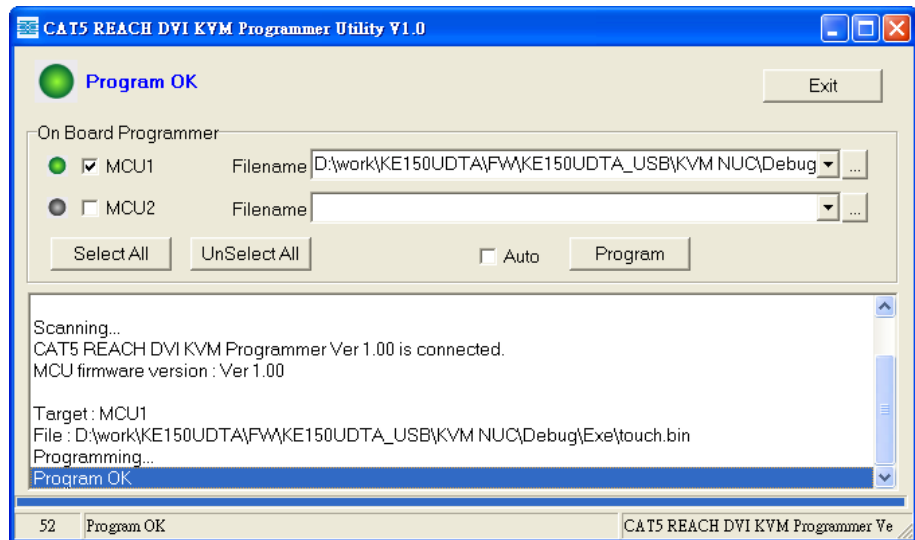 CAT5 REACH DVI KVM Programmer Utility V1.0
Program OK
Exit
On Board Programmer
MCU1 Filename D:\work\KE150UDTA\FW\KE150UDTA_USB\KVM NUC\Debug ...
MCU2 Filename ...
Select All UnSelect All Auto Program
Scanning...
CAT5 REACH DVI KVM Programmer Ver 1.00 is connected.
MCU firmware version : Ver 1.00
Target : MCU1
File : D:\work\KE150UDTA\FW\KE150UDTA_USB\KVM NUC\Debug\Exe\touch.bin
Programming...
Program OK
52 Program OK CAT5 REACH DVI KVM Programmer Ve